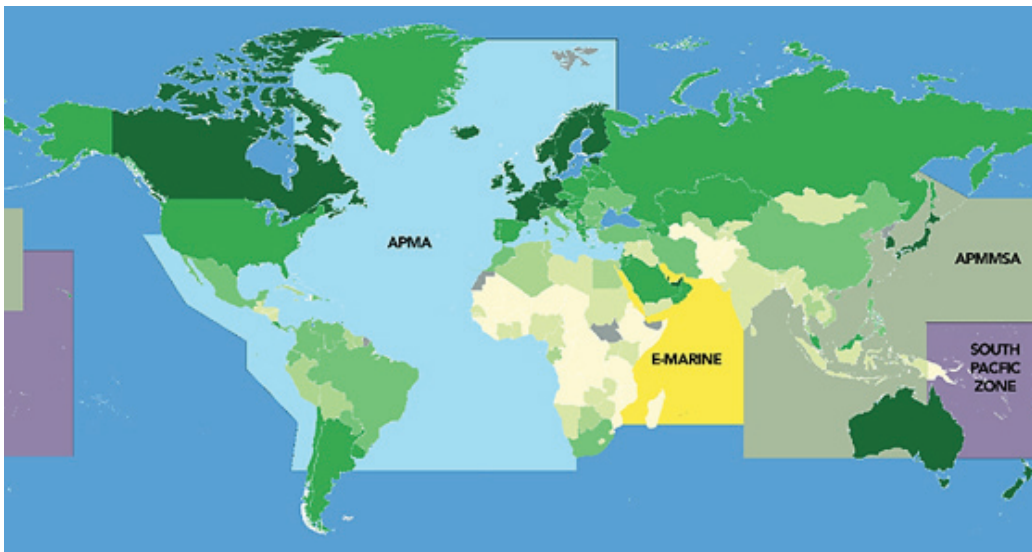 APMA
APMMSA
E-MARINE
SOUTH
PACFIC
ZONE